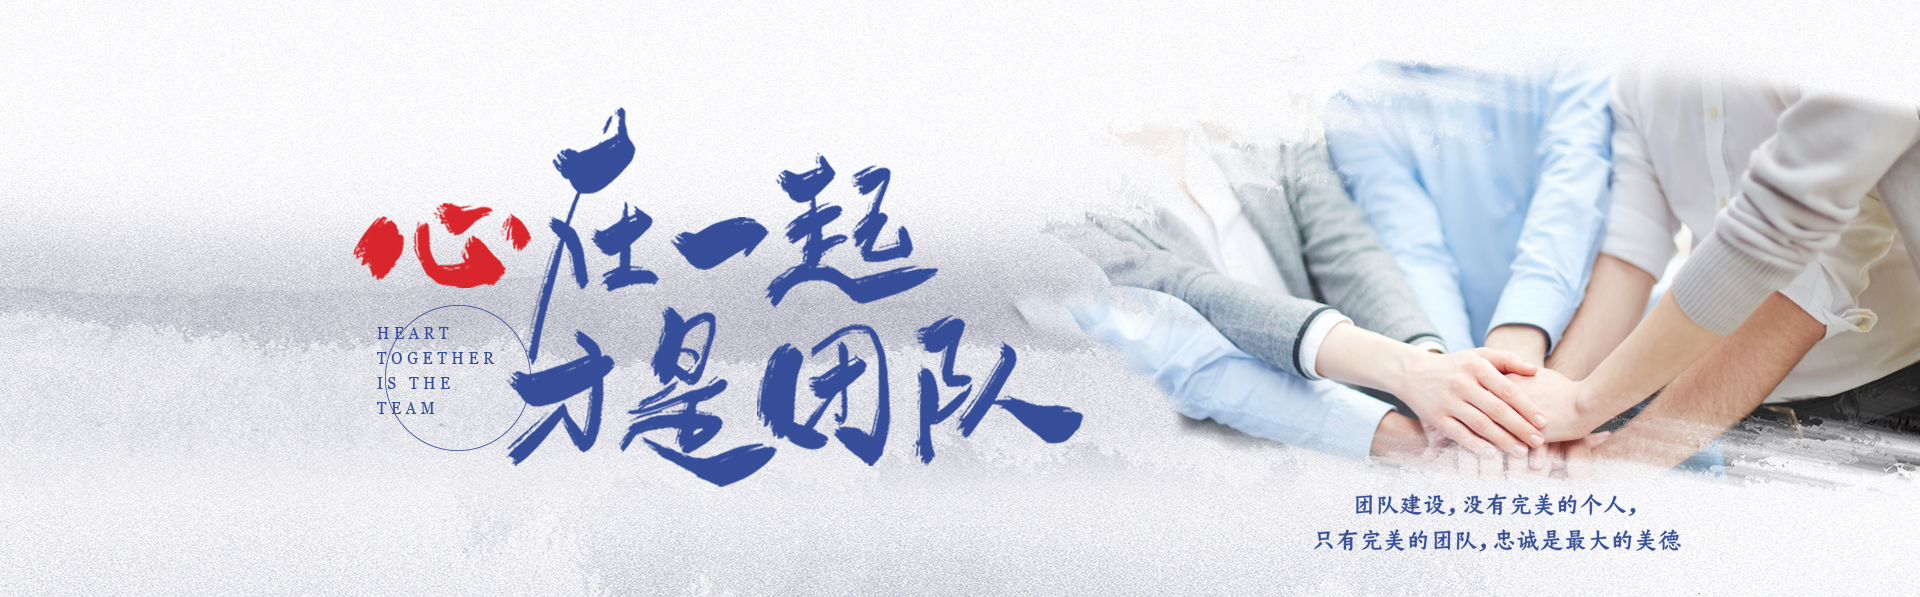 心在一起
才是团队
HEART
TOGETHER
IS THE
TEAM
团队建设,没有完美的个人,
只有完美的团队,忠诚是最大的美德